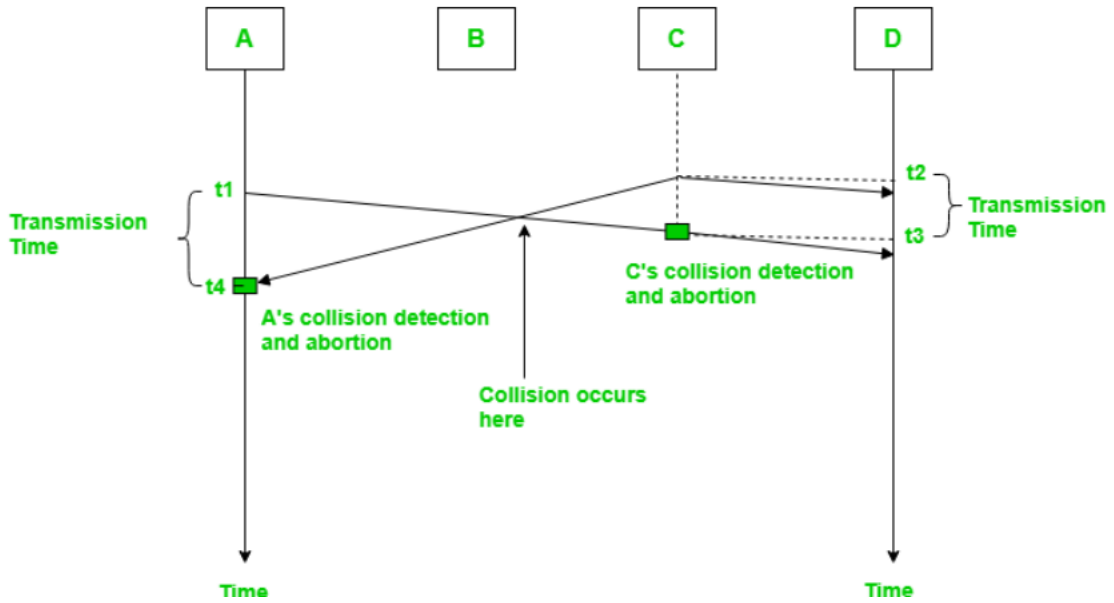 A
B
C
D
t1
t2
Transmission
Time
Transmission
Time
t3
t4
C's collision detection
and abortion
A's collision detection
and abortion
Collision occurs
here
Time
Time